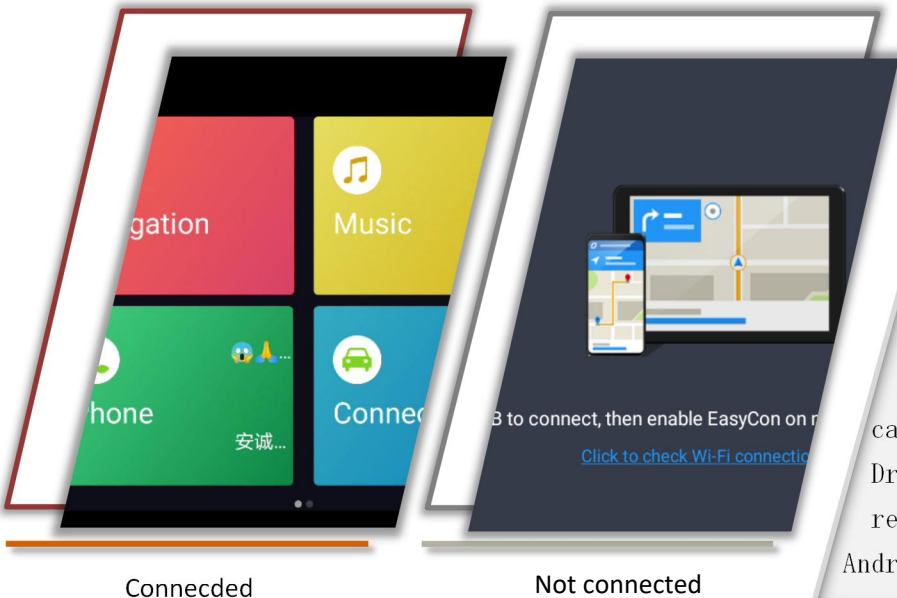 gation
Music
😱🙏...
hone
安诚...
Connec
B to connect, then enable EasyCon on
Click to check Wi-Fi connectio
ca
Dr
re
Andr
Connecded
Not connected